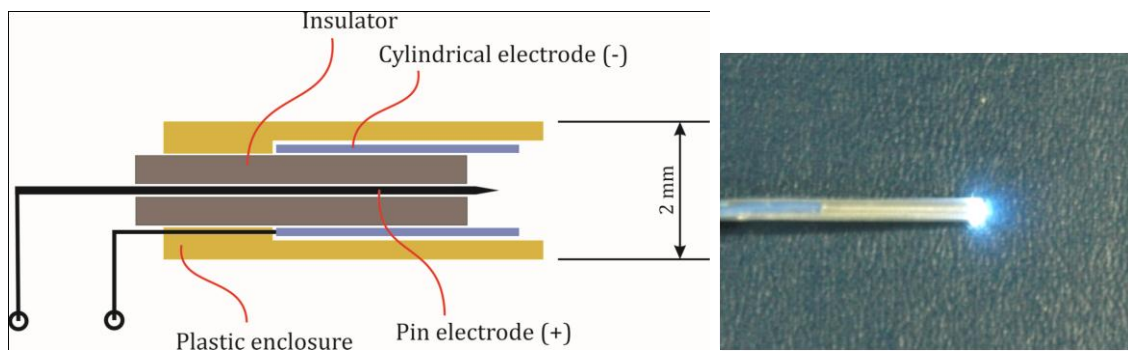 Insulator
Cylindrical electrode (-)
2 mm
Pin electrode (+)
Plastic enclosure